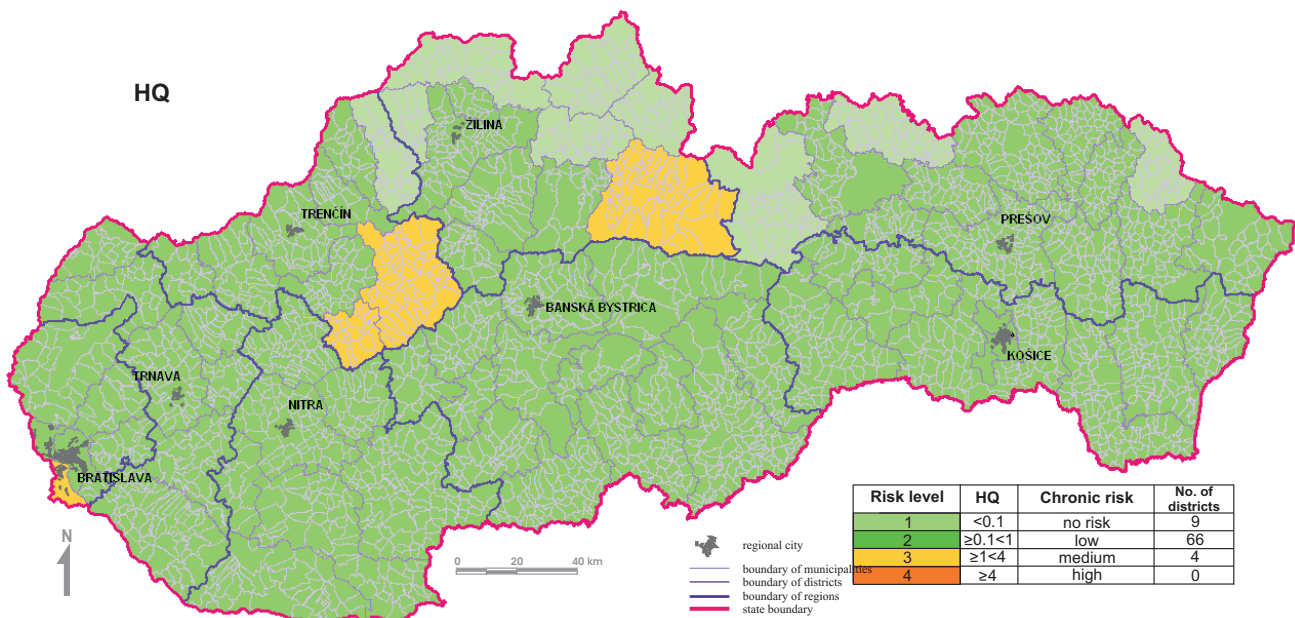 HQ
ŽILINA
TRENČÍN
PREŠOV
BANSKÁ BYSTRICA
KOŠICE
TRNAVA
NITRA
BRATISLAVA
N
0 20 40 km
regional city
boundary of municipalities
boundary of districts
boundary of regions
state boundary
Risk level HQ Chronic risk No. of districts
1 <0.1 no risk 9
2 ≥0.1<1 low 66
3 ≥1<4 medium 4
4 ≥4 high 0